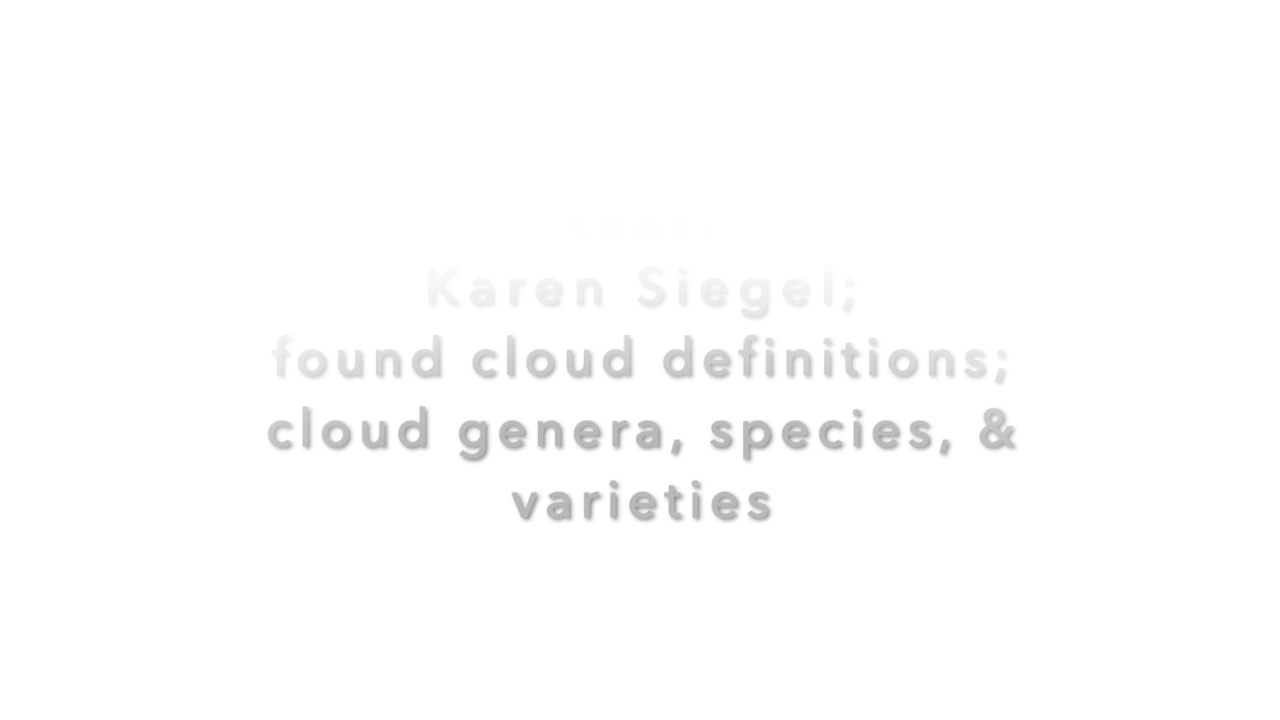 Karen Siegel;
found cloud definitions;
cloud genera, species, &
varieties